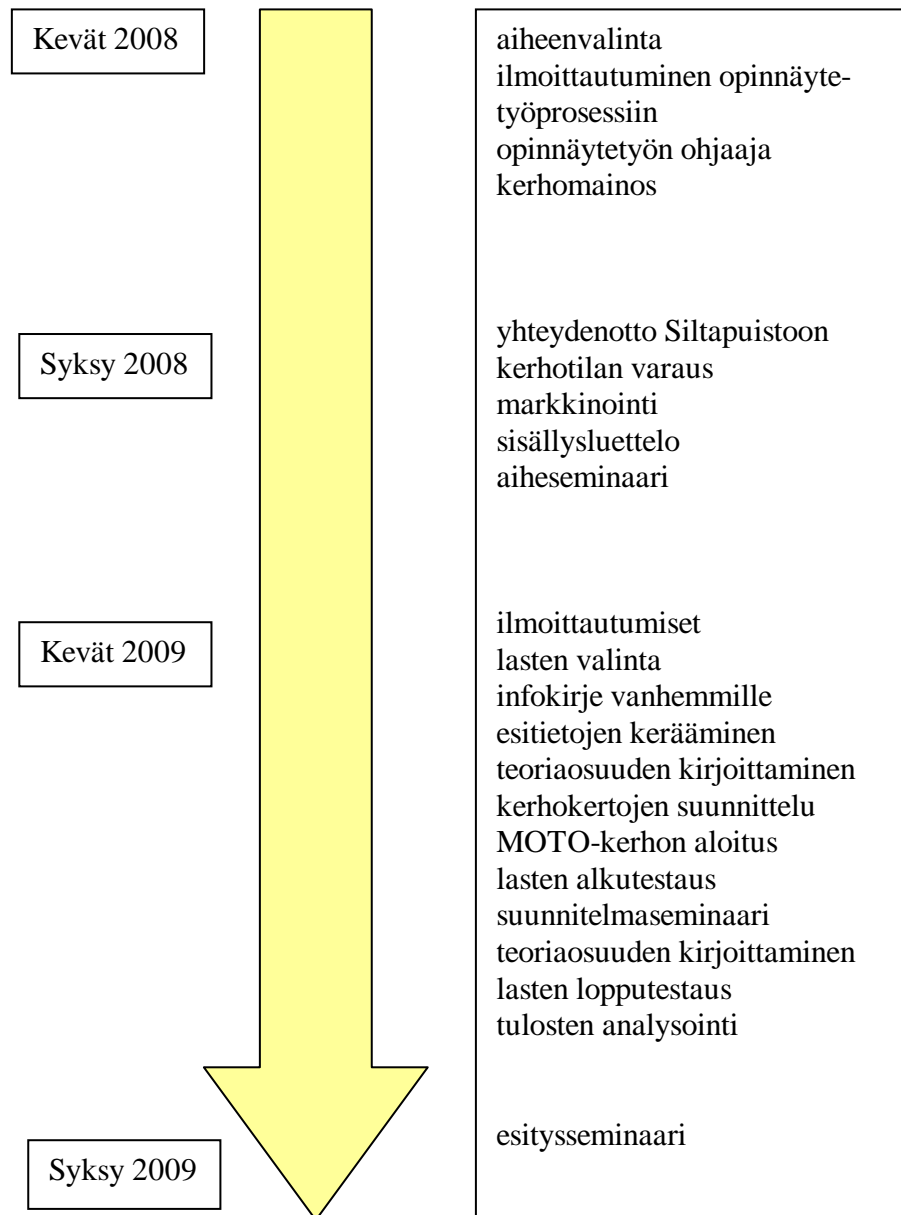 Kevät 2008
aiheenvalinta
ilmoittautuminen opinnäyte-
työprosessiin
opinnäytetyön ohjaaja
kerhomainos
Syksy 2008
yhteydenotto Siltapuistoon
kerhotilan varaus
markkinointi
sisällysluettelo
aiheseminaari
Kevät 2009
ilmoittautumiset
lasten valinta
infokirje vanhemmille
esitietojen kerääminen
teoriaosuuden kirjoittaminen
kerhokertojen suunnittelu
MOTO-kerhon aloitus
lasten alkutestaus
suunnitelmaseminaari
teoriaosuuden kirjoittaminen
lasten lopputestaus
tulosten analysointi
Syksy 2009
esitysseminaari